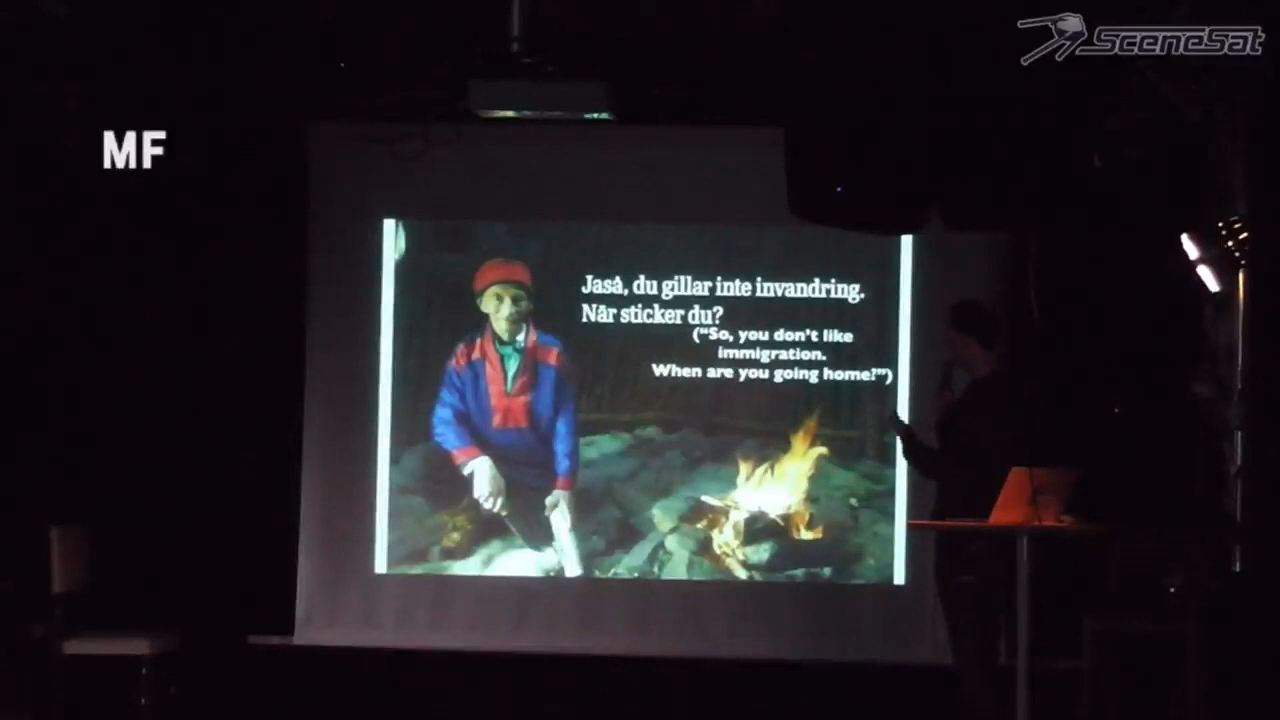 SceneSat
MF
Jaså, du gillar inte invandring.
När sticker du?
("So, you don't like
immigration.
When are you going home?")